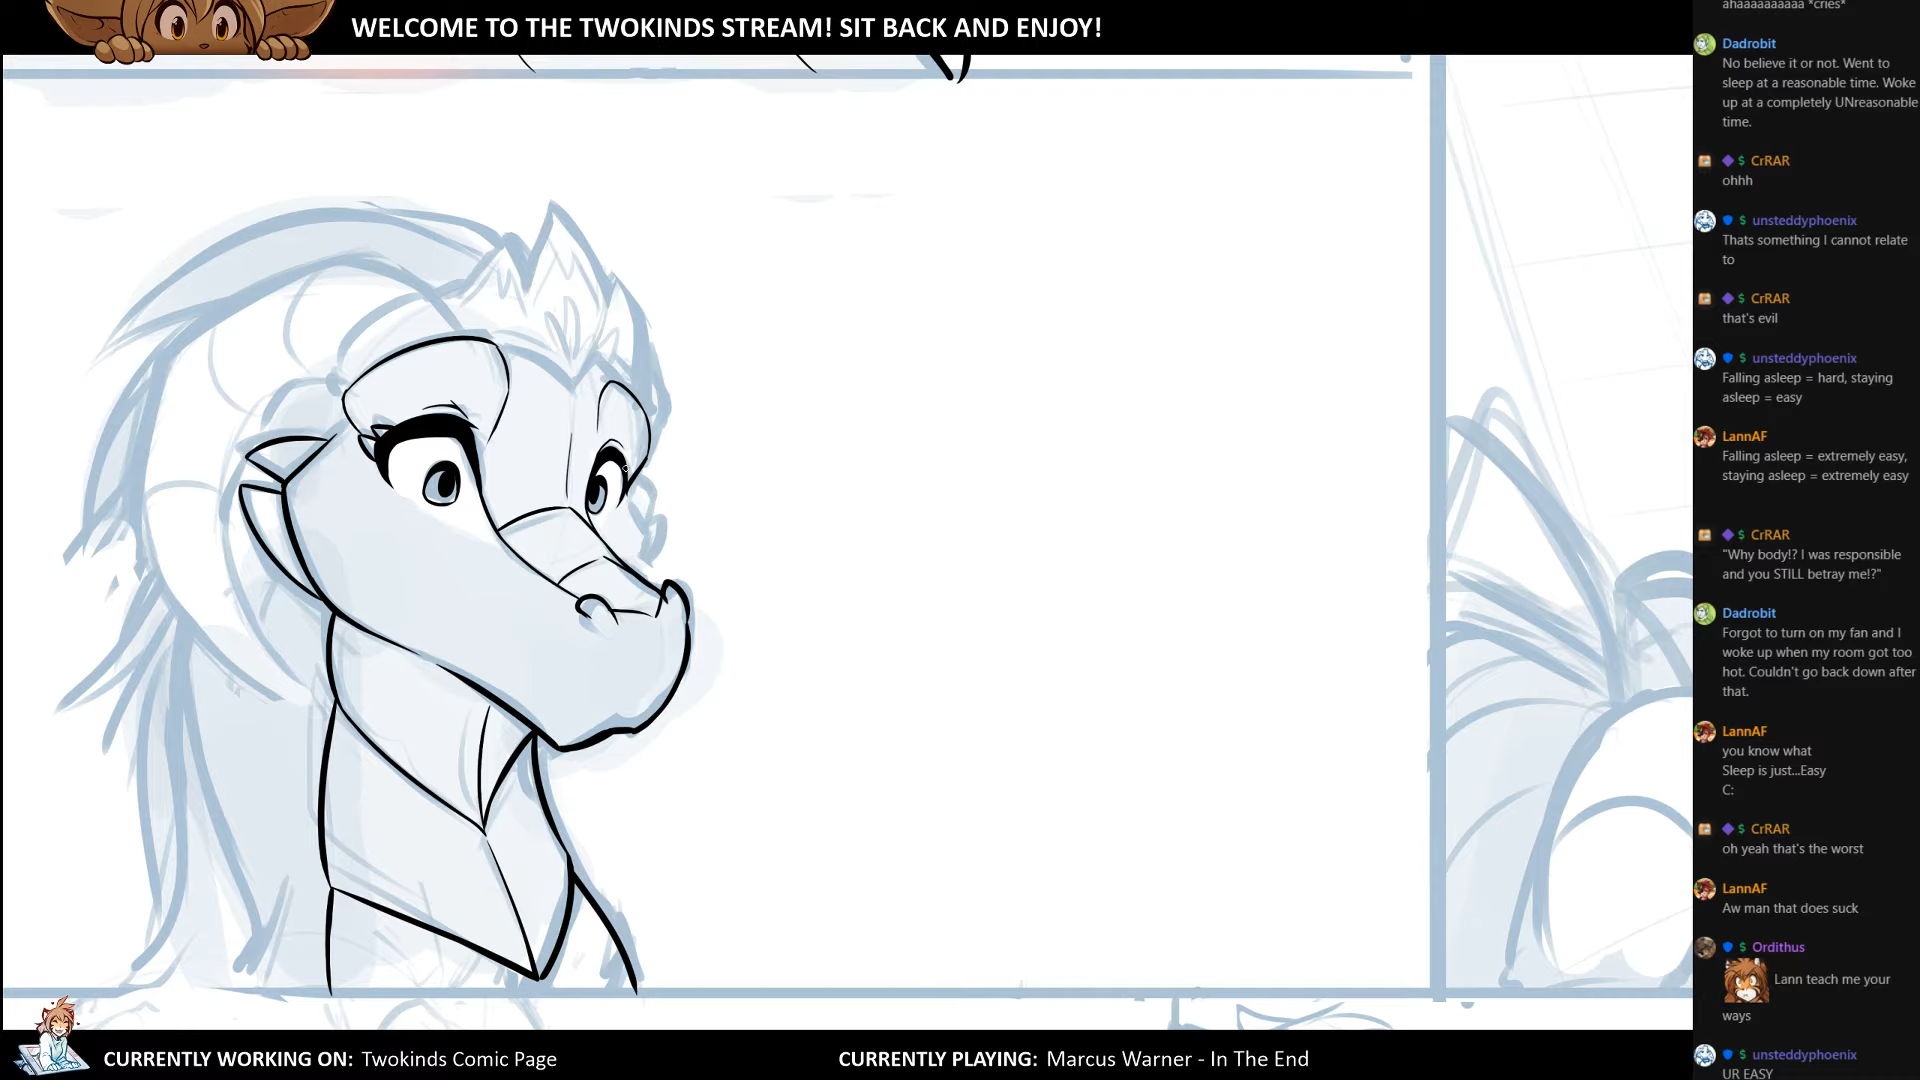 WELCOME TO THE TWOKINDS STREAM! SIT BACK AND ENJOY!
ahaaaaaaaaaa *cries*
Dadrobit
No believe it or not. Went to
sleep at a reasonable time. Woke
up at a completely UNreasonable
time.
$ CrRAR
ohhh
$ unsteddyphoenix
Thats something I cannot relate
to
$ CrRAR
that's evil
$ unsteddyphoenix
Falling asleep = hard, staying
asleep = easy
LannAF
Falling asleep = extremely easy,
staying asleep = extremely easy
$ CrRAR
"Why body!? I was responsible
and you STILL betray me!?"
Dadrobit
Forgot to turn on my fan and I
woke up when my room got too
hot. Couldn't go back down after
that.
LannAF
you know what
Sleep is just...Easy
C:
$ CrRAR
oh yeah that's the worst
LannAF
Aw man that does suck
$ Ordithus
Lann teach me your
ways
$ unsteddyphoenix
UR EASY
CURRENTLY WORKING ON: Twokinds Comic Page
CURRENTLY PLAYING: Marcus Warner - In The End